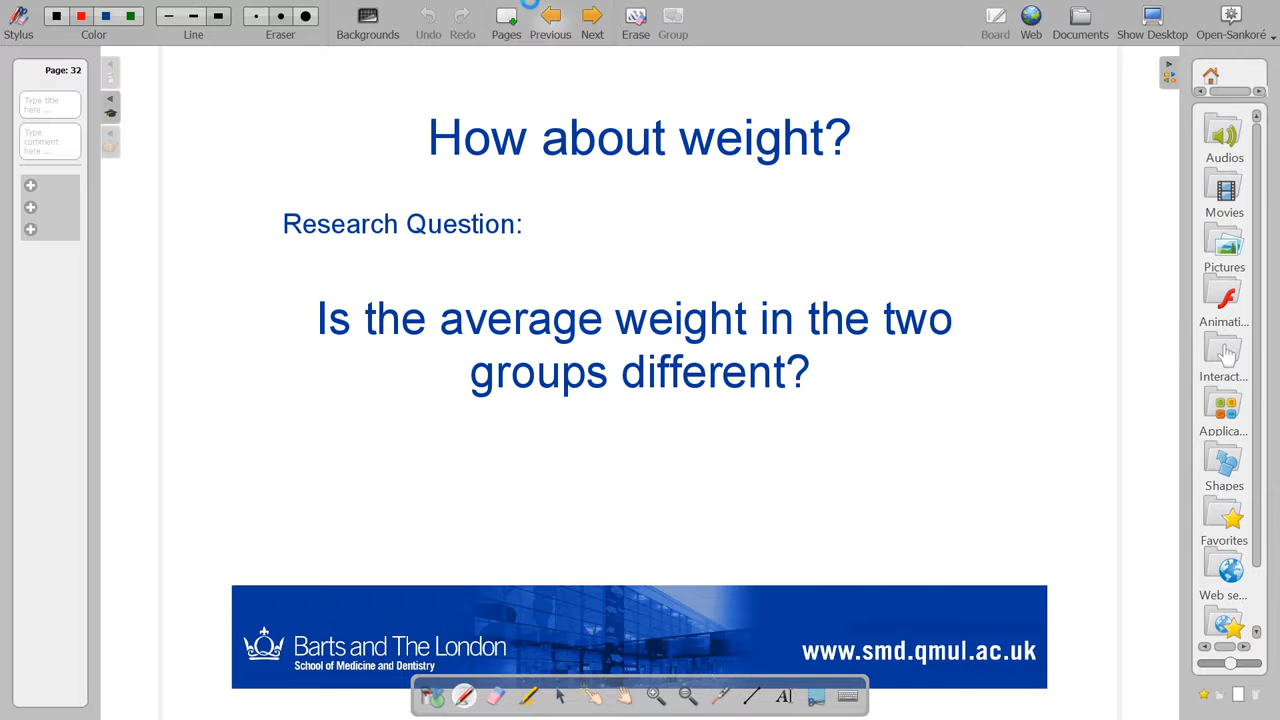 Stylus
Color
Line
Eraser
Backgrounds
Undo
Redo
Pages
Previous
Next
Erase
Group
Board
Web
Documents
Show Desktop
Open-Sankoré
Page: 32
Type title
here ...
Type
comment
here ...
How about weight?
Research Question:
Is the average weight in the two
groups different?
Barts and The London
School of Medicine and Dentistry
www.smd.qmul.ac.uk
Audios
Movies
Pictures
Animati...
Interact...
Applica...
Shapes
Favorites
Web se...
AI